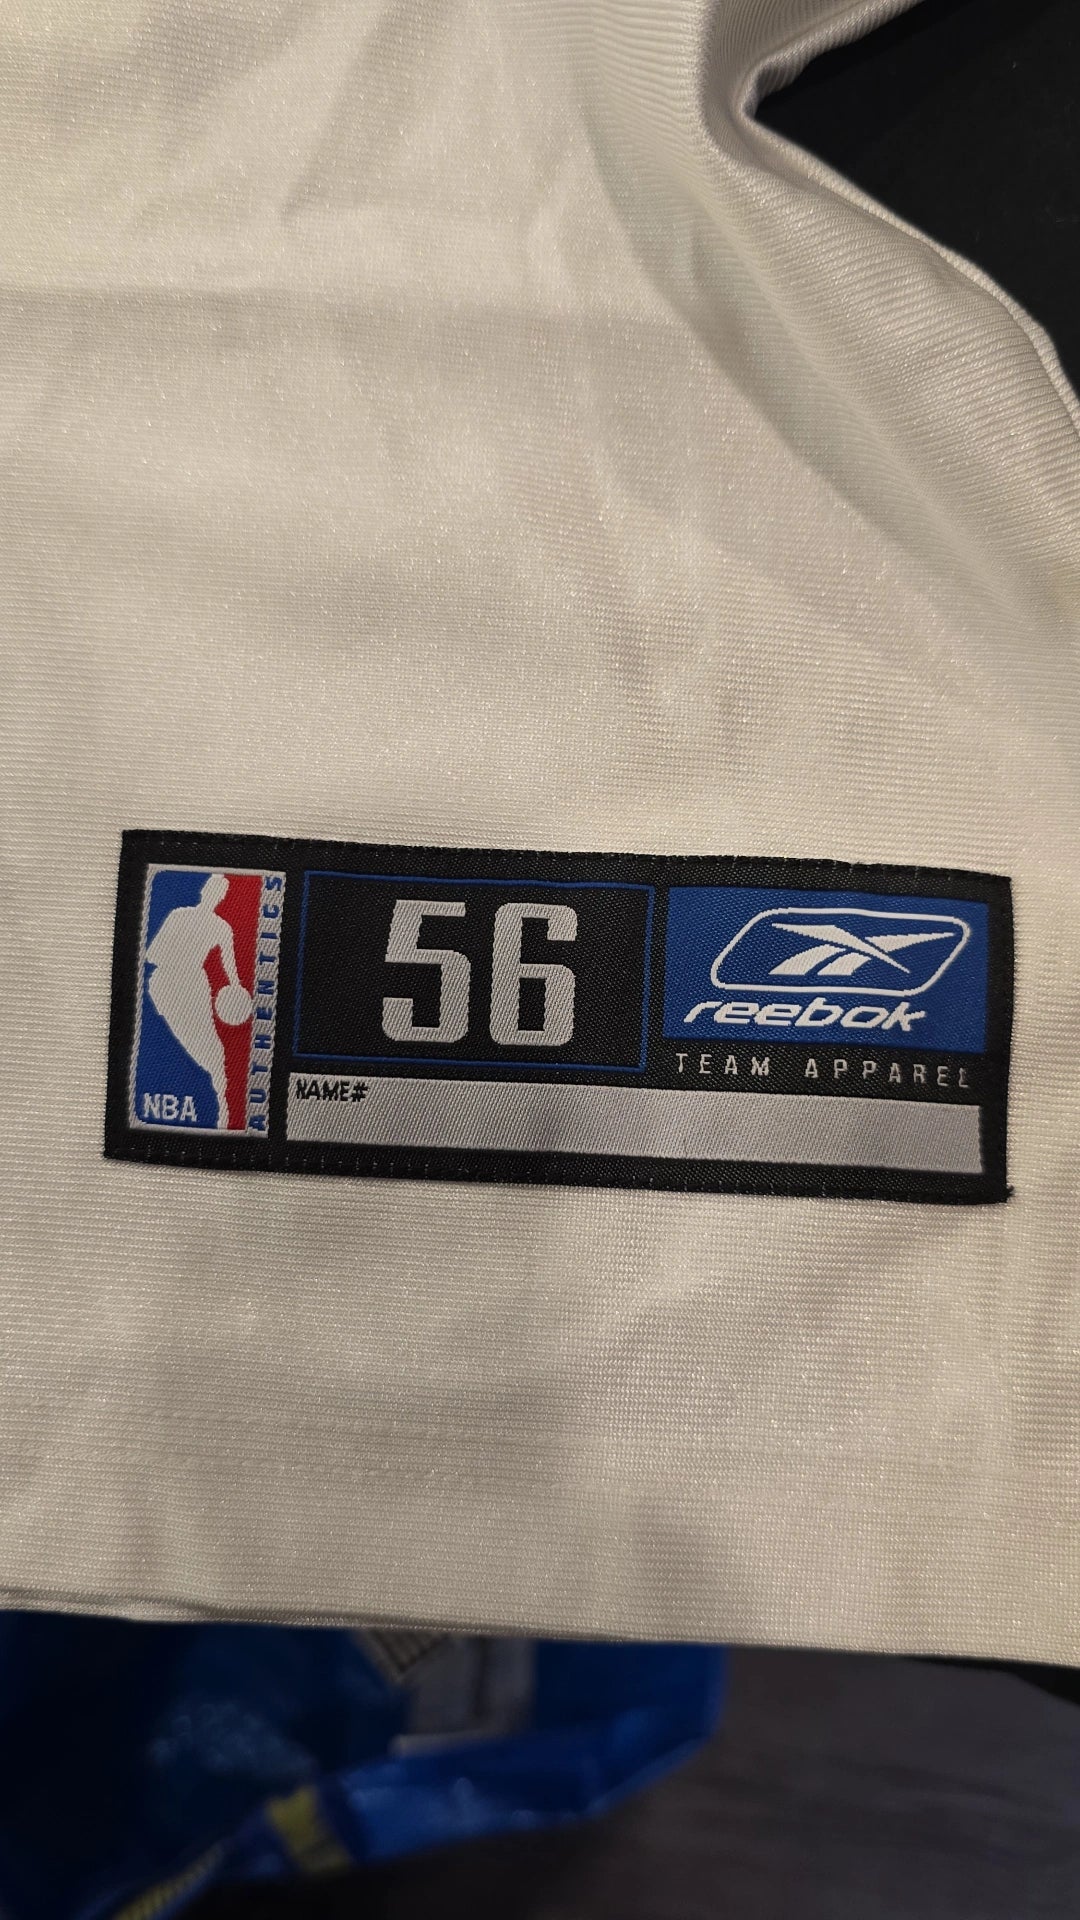 NBA
AUTHENTICS
56
reebok
TEAM APPAREL
NAME#